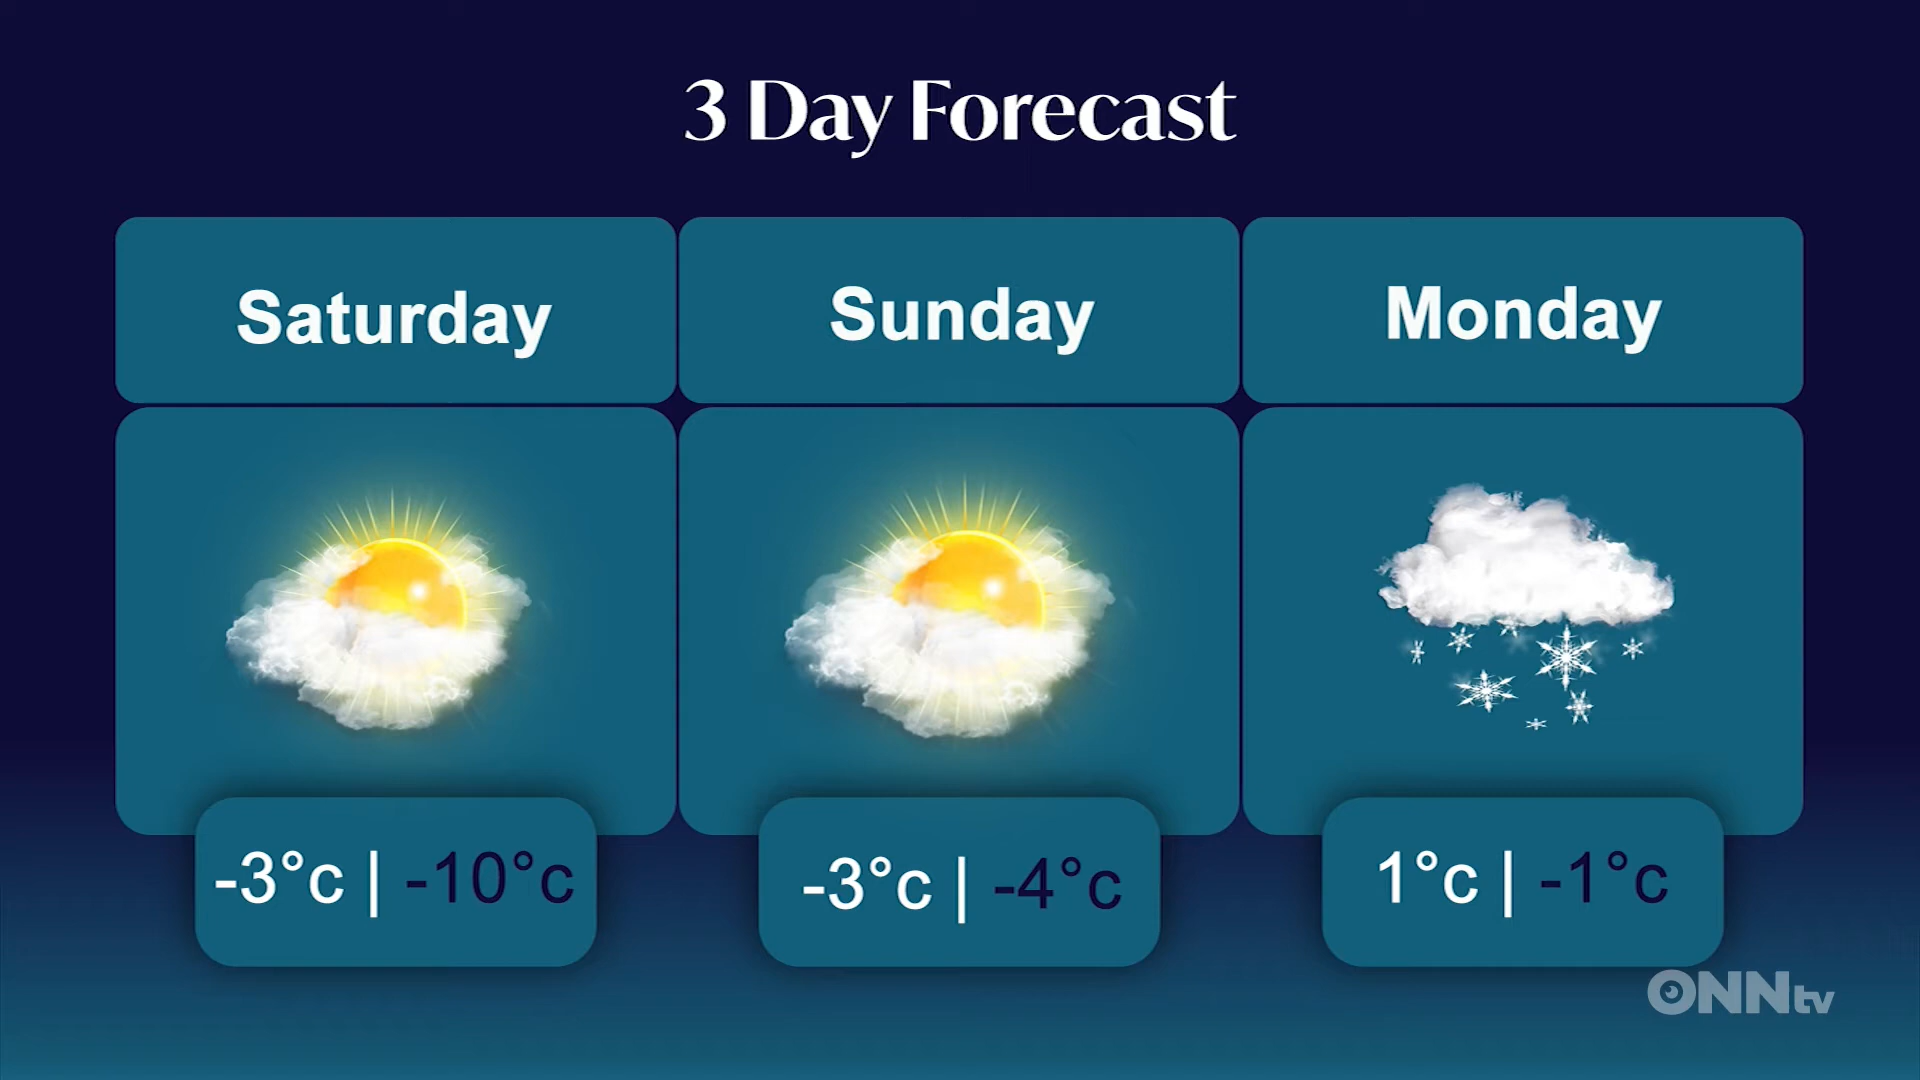 3 Day Forecast
Saturday
Sunday
Monday
-3°c | -10°c
-3°c | -4°c
1°c | -1°c
ONNtv